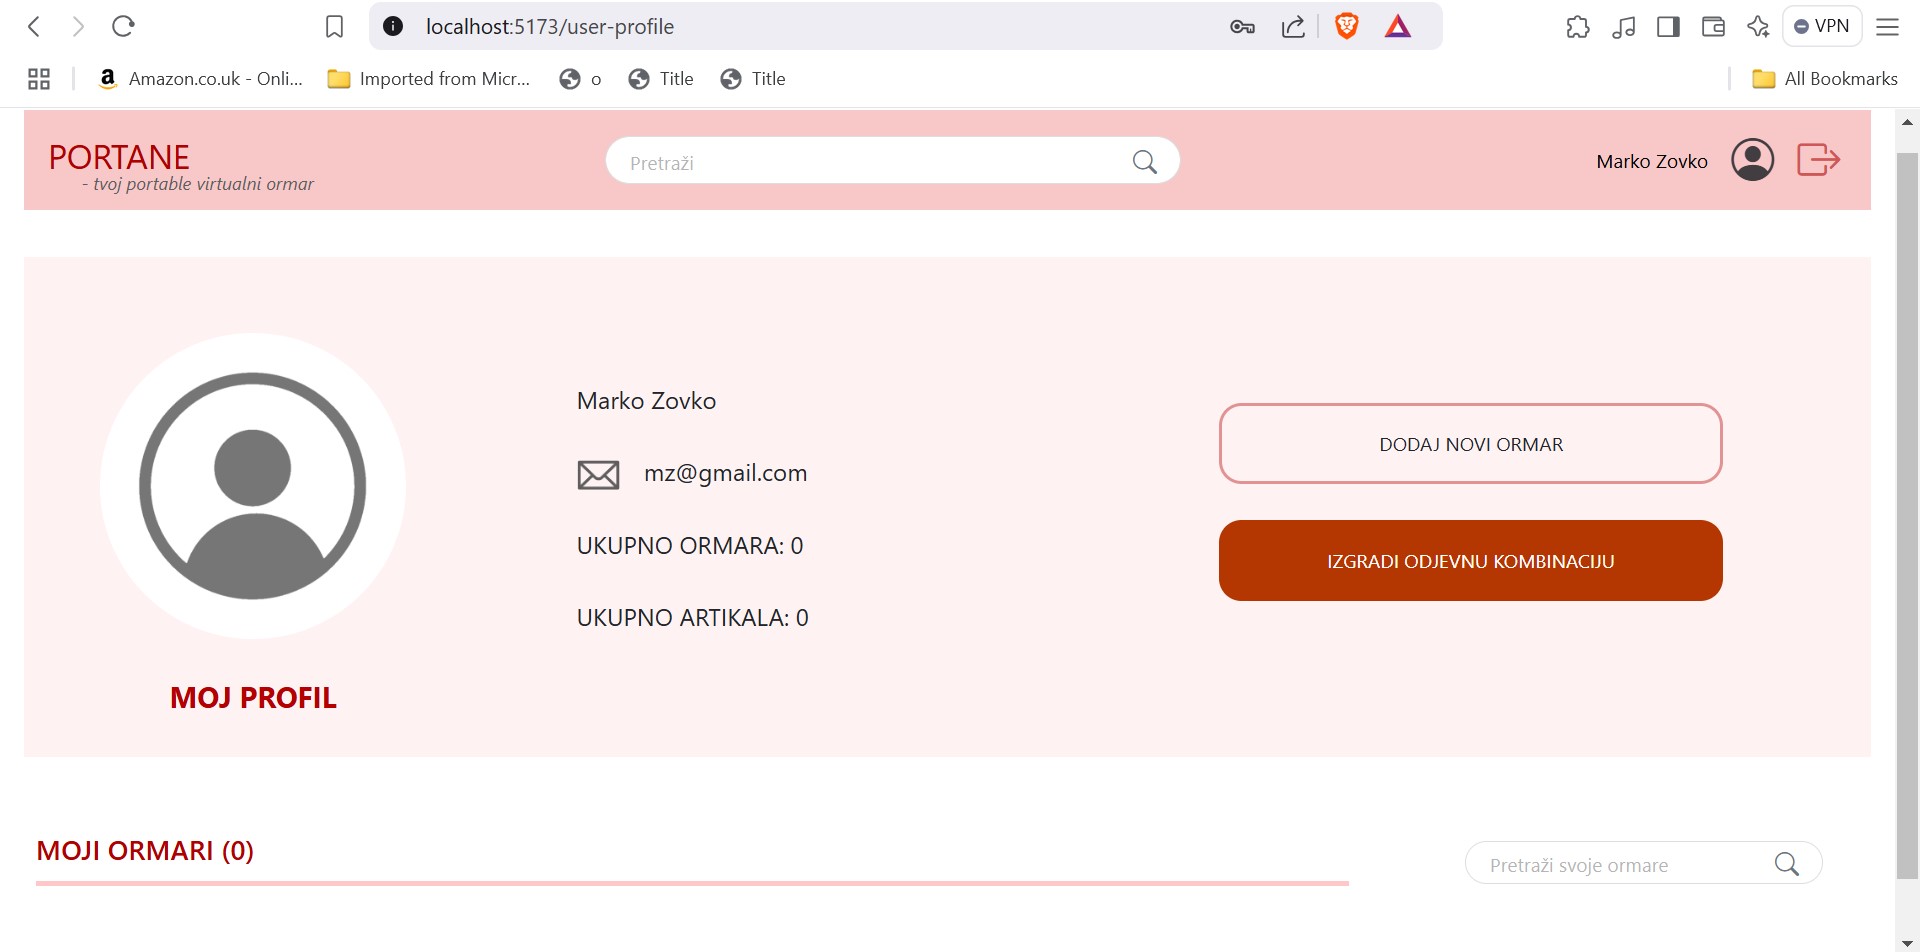 localhost:5173/user-profile
VPN
Amazon.co.uk - Onli...
Imported from Micr...
o
Title
Title
All Bookmarks
PORTANE
- tvoj portable virtualni ormar
Pretraži
Marko Zovko
Marko Zovko
mz@gmail.com
UKUPNO ORMARA: 0
UKUPNO ARTIKALA: 0
MOJ PROFIL
DODAJ NOVI ORMAR
IZGRADI ODJEVNU KOMBINACIJU
MOJI ORMARI (0)
Pretraži svoje ormare